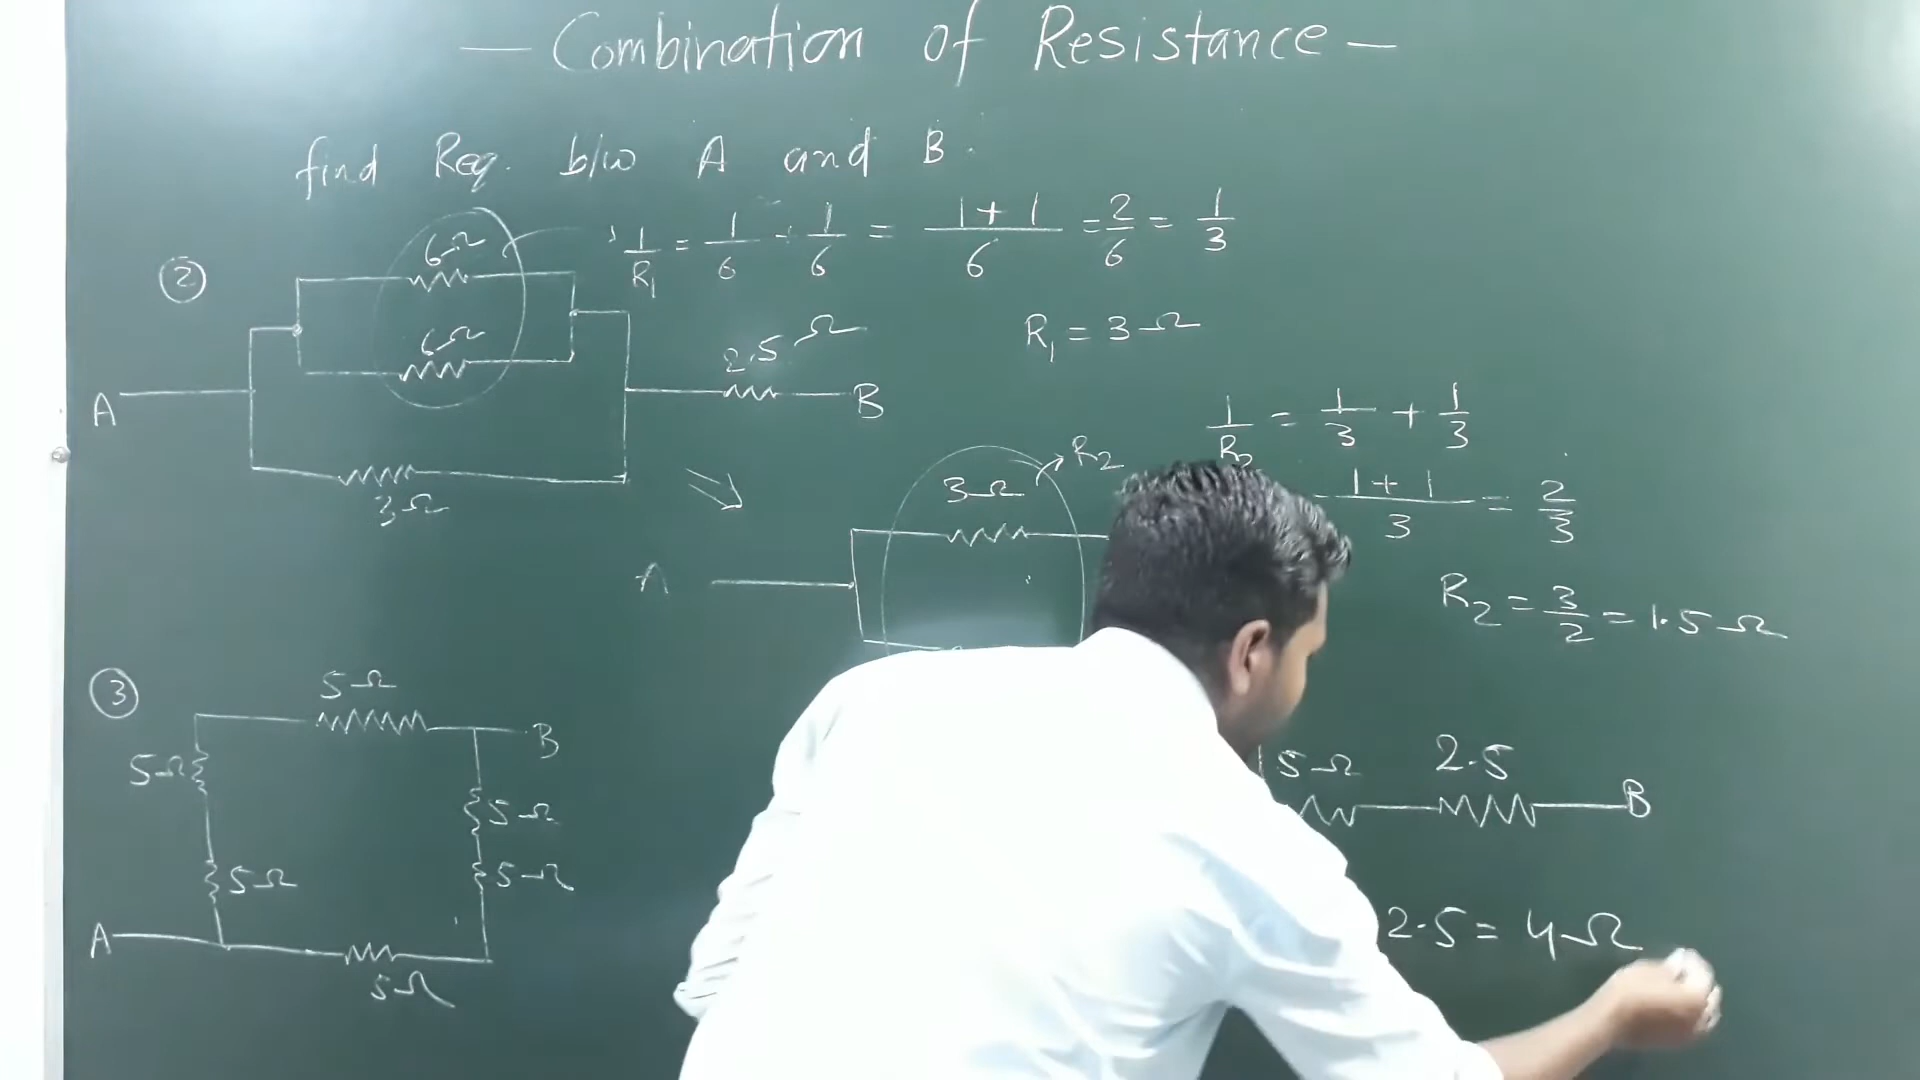 — Combination of Resistance —
find Req. b/w A and B.
②
6Ω
6Ω
A
3Ω
2.5 Ω
B
1/R₁ = 1/6 + 1/6 = 1+1/6 = 2/6 = 1/3
R₁ = 3Ω
1/R₂ = 1/3 + 1/3
1+1/3 = 2/3
R₂ = 3/2 = 1.5Ω
R₂
3Ω
A
5Ω 2.5 B
2.5 = 4Ω
③
5Ω
B
5Ω
5Ω
5Ω
5Ω
A
5Ω